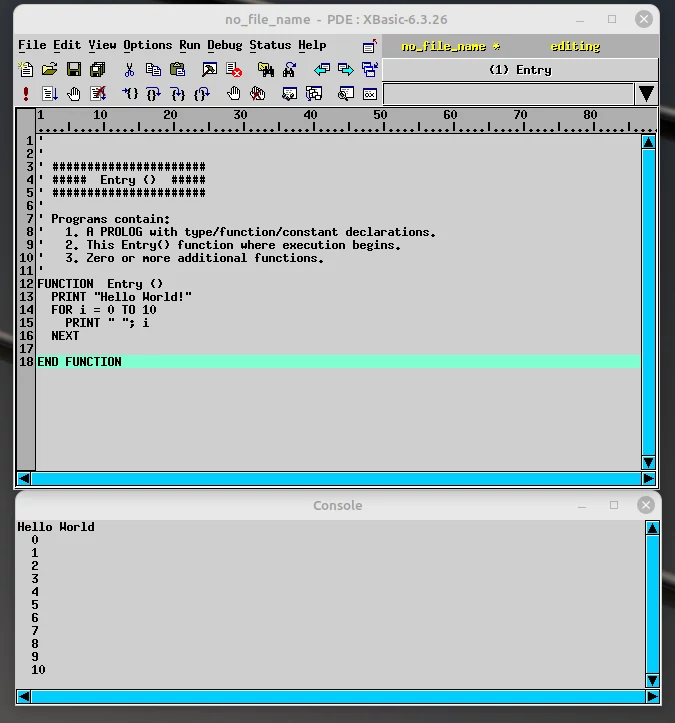 no_file_name - PDE : XBasic-6.3.26
File Edit View Options Run Debug Status Help
no_file_name * editing
(1) Entry
1 10 20 30 40 50 60 70 80
1 '
2 '
3 ' ######################
4 ' ##### Entry () #####
5 ' ######################
6 '
7 ' Programs contain:
8 ' 1. A PROLOG with type/function/constant declarations.
9 ' 2. This Entry() function where execution begins.
10 ' 3. Zero or more additional functions.
11 '
12 FUNCTION Entry ()
13 PRINT "Hello World!"
14 FOR i = 0 TO 10
15 PRINT " "; i
16 NEXT
17
18 END FUNCTION
Console
Hello World
0
1
2
3
4
5
6
7
8
9
10